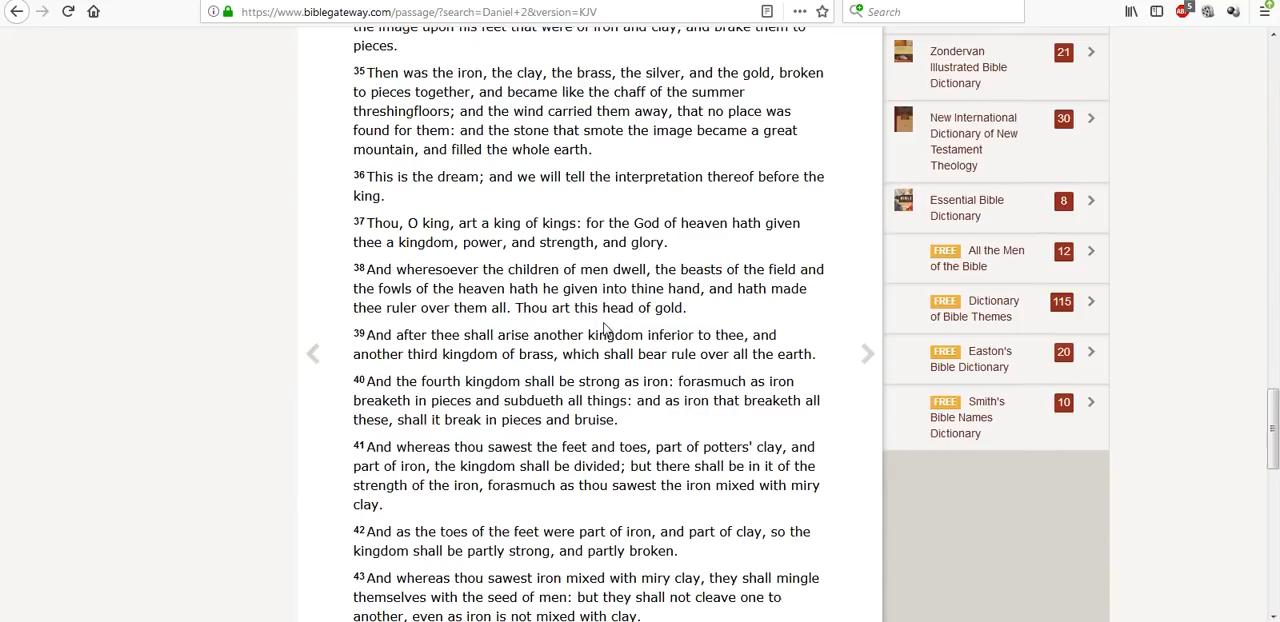 https://www.biblegateway.com/passage/?search=Daniel+2&version=KJV
Search
5
the image upon his feet that were of iron and clay, and brake them to
pieces.
35 Then was the iron, the clay, the brass, the silver, and the gold, broken
to pieces together, and became like the chaff of the summer
threshingfloors; and the wind carried them away, that no place was
found for them: and the stone that smote the image became a great
mountain, and filled the whole earth.
36 This is the dream; and we will tell the interpretation thereof before the
king.
37 Thou, O king, art a king of kings: for the God of heaven hath given
thee a kingdom, power, and strength, and glory.
38 And wheresoever the children of men dwell, the beasts of the field and
the fowls of the heaven hath he given into thine hand, and hath made
thee ruler over them all. Thou art this head of gold.
39 And after thee shall arise another kingdom inferior to thee, and
another third kingdom of brass, which shall bear rule over all the earth.
40 And the fourth kingdom shall be strong as iron: forasmuch as iron
breaketh in pieces and subdueth all things: and as iron that breaketh all
these, shall it break in pieces and bruise.
41 And whereas thou sawest the feet and toes, part of potters' clay, and
part of iron, the kingdom shall be divided; but there shall be in it of the
strength of the iron, forasmuch as thou sawest the iron mixed with miry
clay.
42 And as the toes of the feet were part of iron, and part of clay, so the
kingdom shall be partly strong, and partly broken.
43 And whereas thou sawest iron mixed with miry clay, they shall mingle
themselves with the seed of men: but they shall not cleave one to
another, even as iron is not mixed with clay.
Zondervan 21
Illustrated Bible
Dictionary
New International 30
Dictionary of New
Testament
Theology
Essential Bible 8
Dictionary
FREE All the Men 12
of the Bible
FREE Dictionary 115
of Bible Themes
FREE Easton's 20
Bible Dictionary
FREE Smith's 10
Bible Names
Dictionary